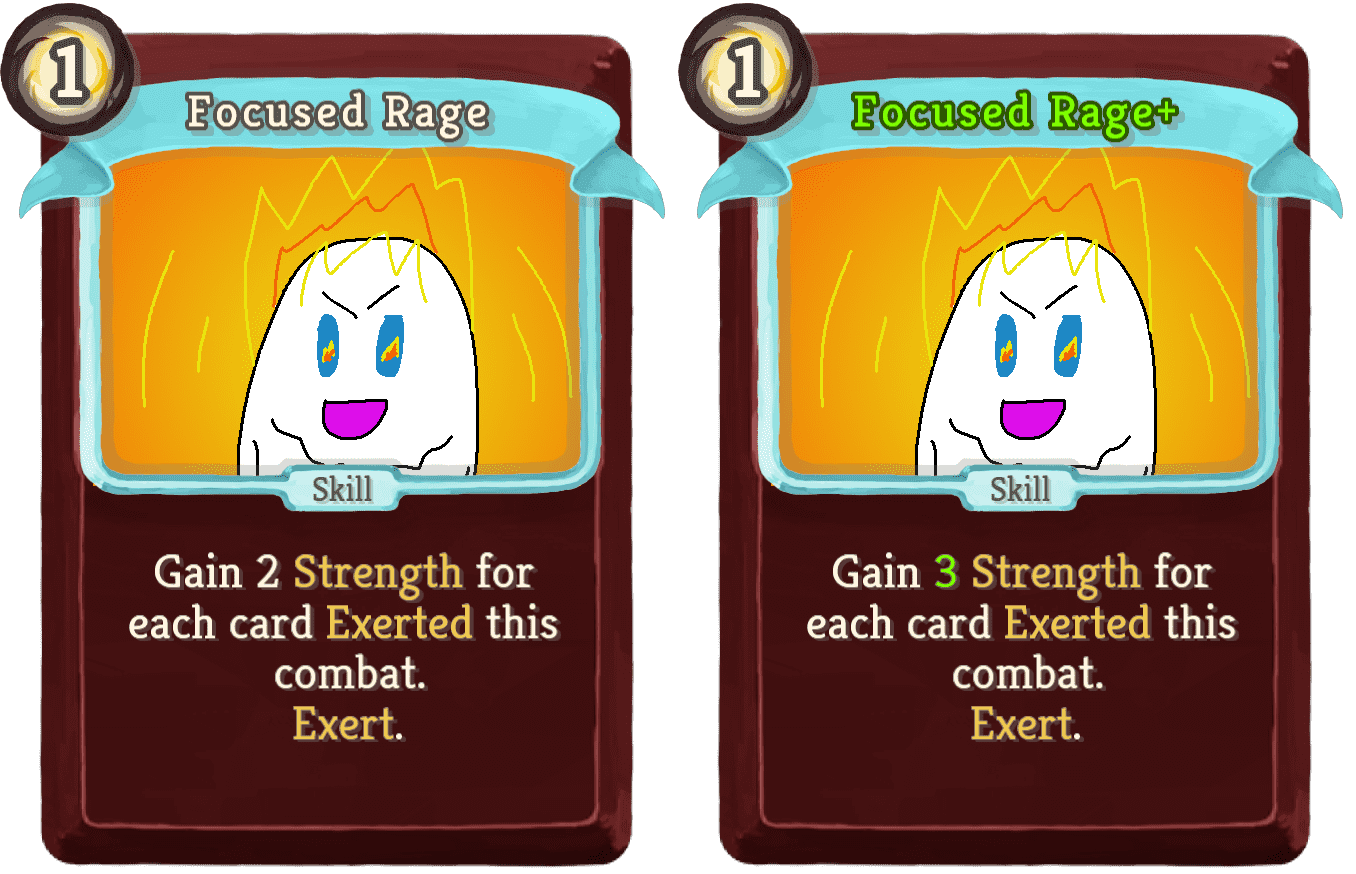 1
Focused Rage
Skill
Gain 2 Strength for
each card Exerted this
combat.
Exert.
1
Focused Rage+
Skill
Gain 3 Strength for
each card Exerted this
combat.
Exert.